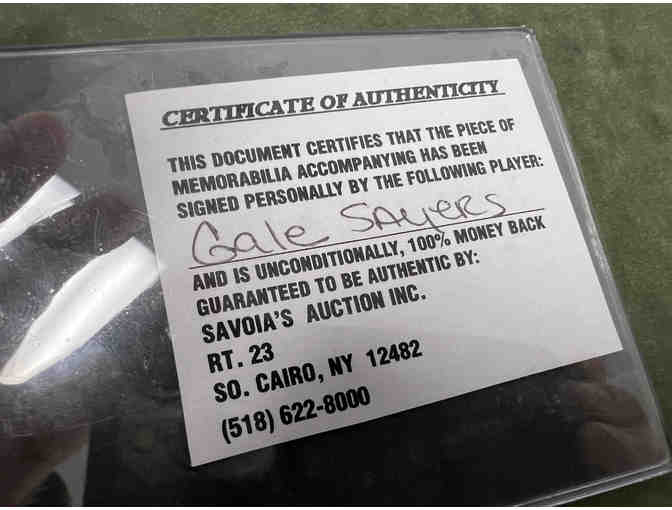 CERTIFICATE OF AUTHENTICITY
THIS DOCUMENT CERTIFIES THAT THE PIECE OF
MEMORABILIA ACCOMPANYING HAS BEEN
SIGNED PERSONALLY BY THE FOLLOWING PLAYER:
Gale SAyERS
AND IS UNCONDITIONALLY, 100% MONEY BACK
GUARANTEED TO BE AUTHENTIC BY:
SAVOIA'S AUCTION INC.
RT. 23
SO. CAIRO, NY 12482
(518) 622-8000